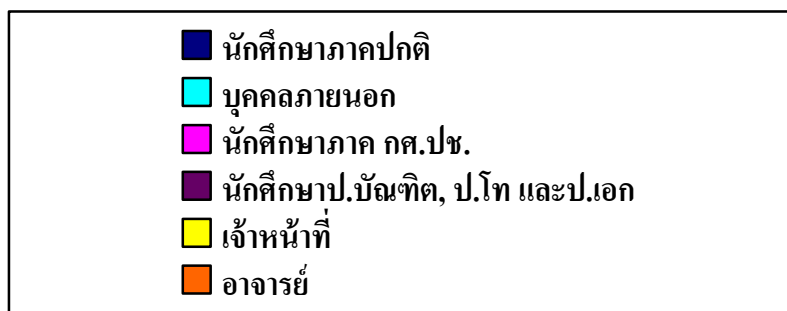 นักศึกษาภาคปกติ
บุคคลภายนอก
นักศึกษาภาค กศ.ปช.
นักศึกษาป.บัณฑิต, ป.โท และป.เอก
เจ้าหน้าที่
อาจารย์